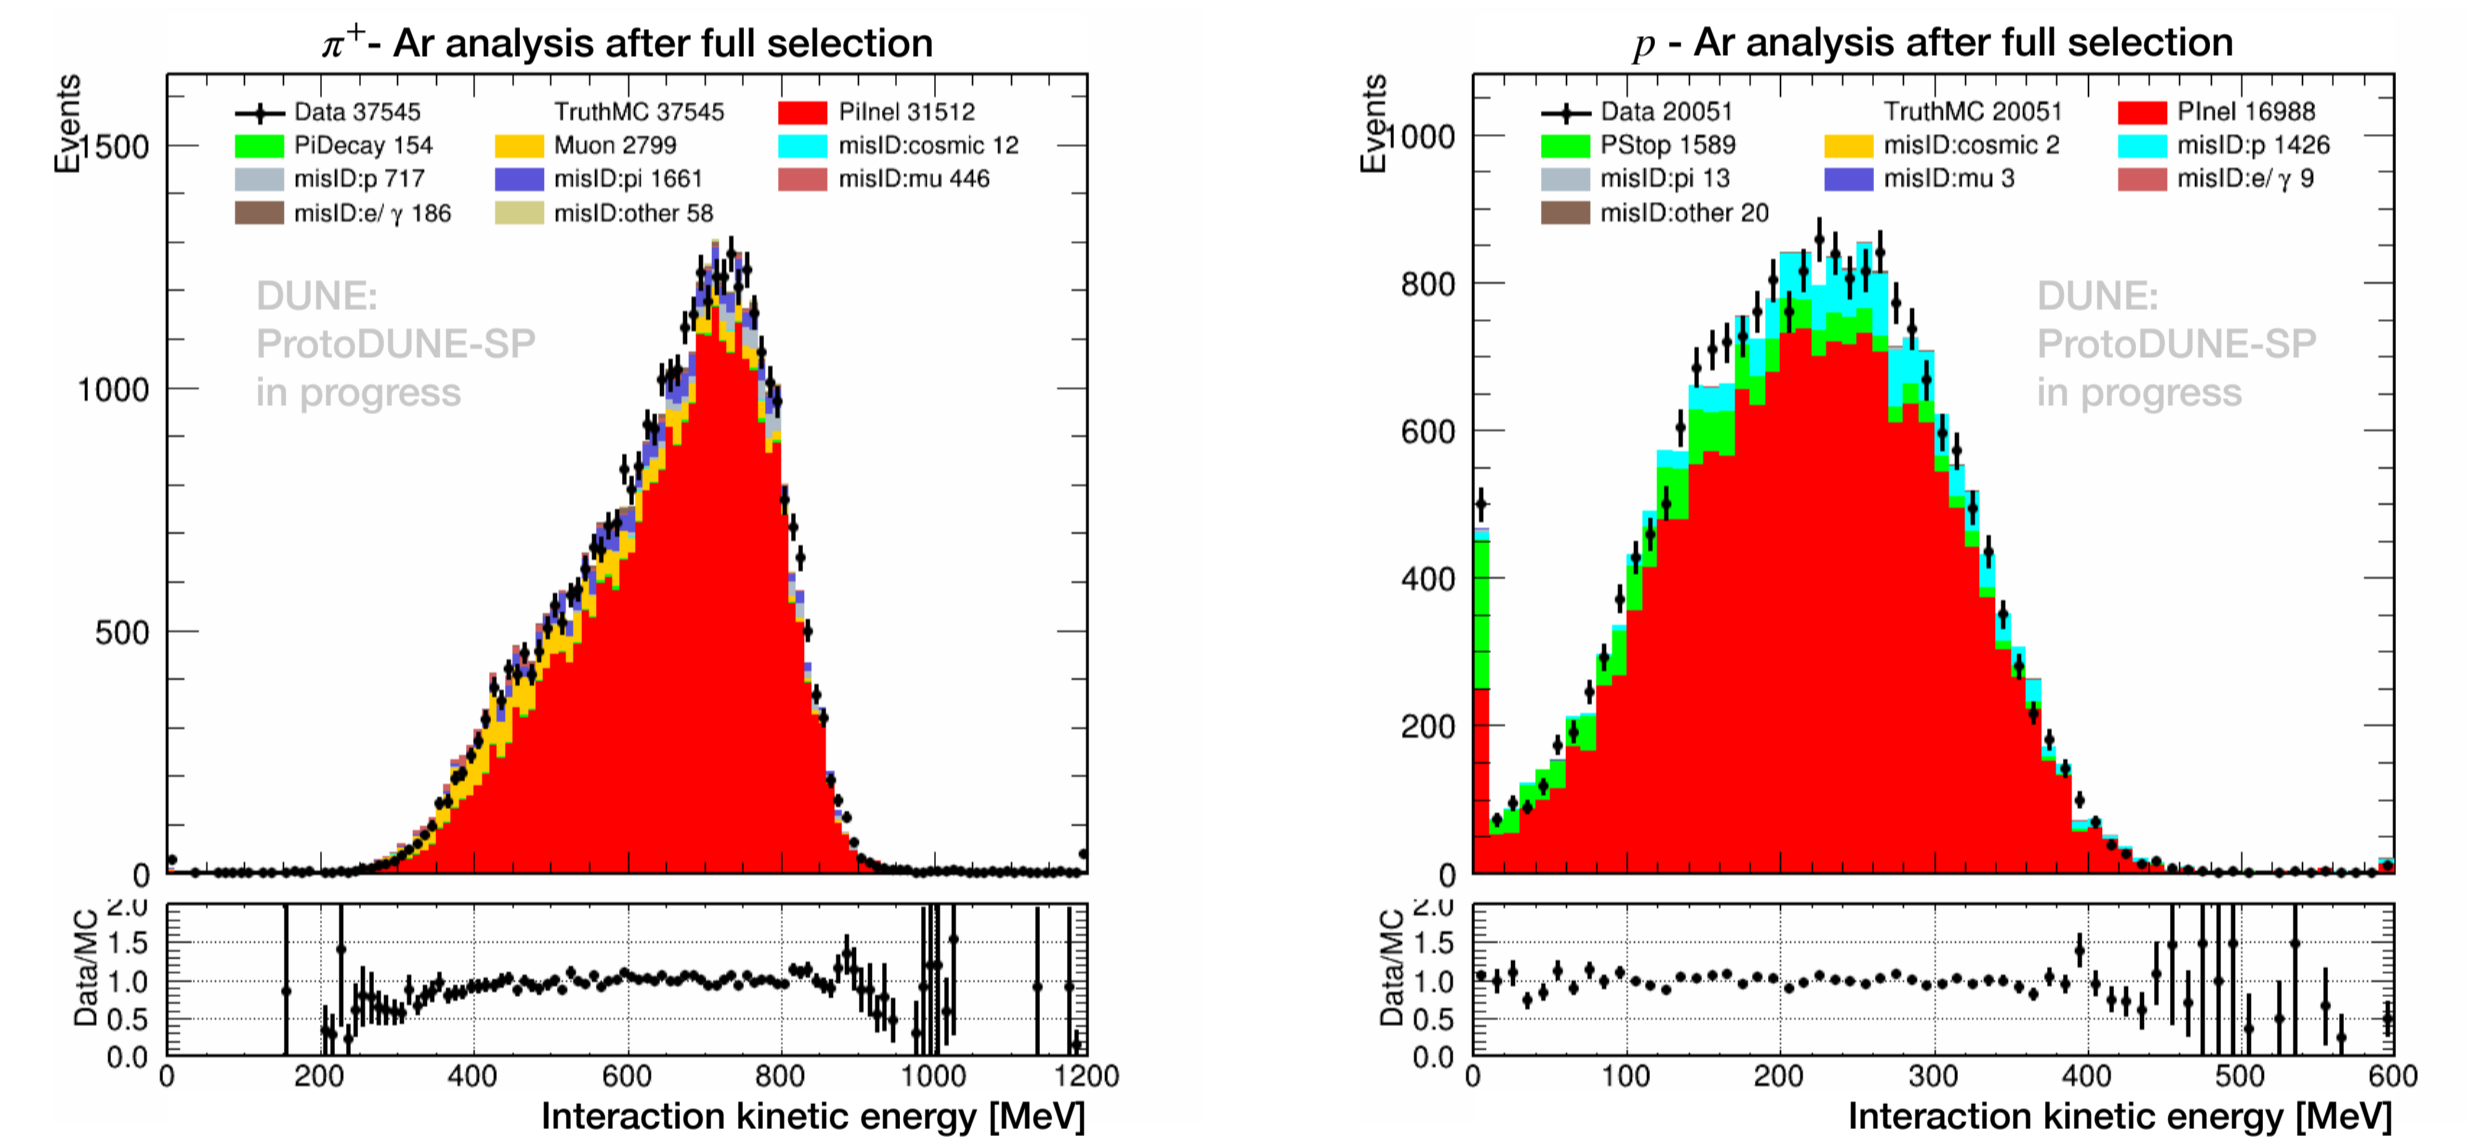 π⁺- Ar analysis after full selection
Events
Data 37545 TruthMC 37545 PiInel 31512
PiDecay 154 Muon 2799 misID:cosmic 12
misID:p 717 misID:pi 1661 misID:mu 446
misID:e/ γ 186 misID:other 58
DUNE:
ProtoDUNE-SP
in progress
1500
1000
500
0
Data/MC
2.0
1.5
1.0
0.5
0.0
0 200 400 600 800 1000 1200
Interaction kinetic energy [MeV]
p - Ar analysis after full selection
Events
Data 20051 TruthMC 20051 PInel 16988
PStop 1589 misID:cosmic 2 misID:p 1426
misID:pi 13 misID:mu 3 misID:e/ γ 9
misID:other 20
DUNE:
ProtoDUNE-SP
in progress
1000
800
600
400
200
0
Data/MC
2.0
1.5
1.0
0.5
0.0
0 100 200 300 400 500 600
Interaction kinetic energy [MeV]